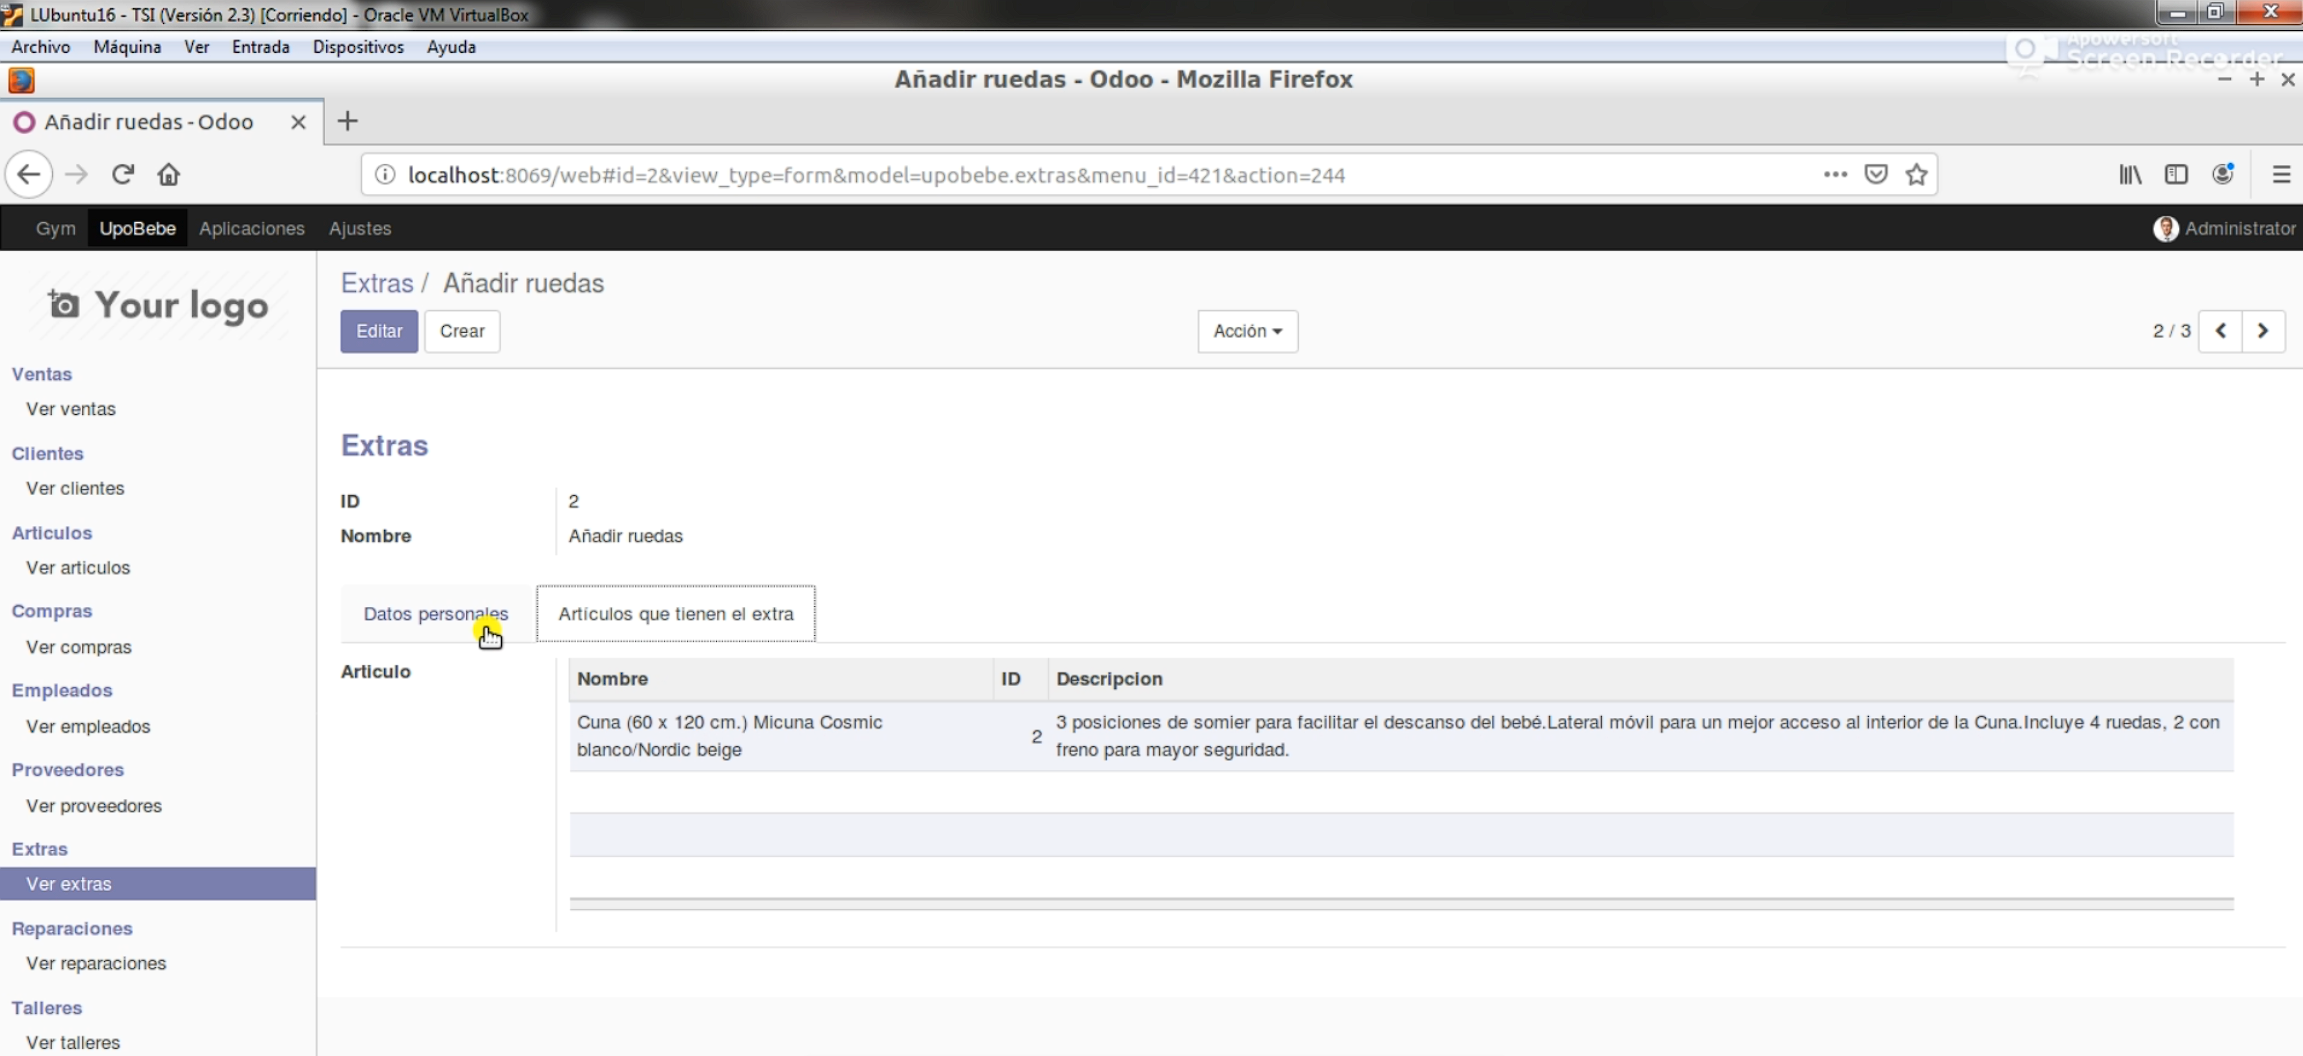 LUbuntu16 - TSI (Versión 2.3) [Corriendo] - Oracle VM VirtualBox
Archivo Máquina Ver Entrada Dispositivos Ayuda
Apowersoft
Screen Recorder
Añadir ruedas - Odoo - Mozilla Firefox
Añadir ruedas - Odoo
localhost:8069/web#id=2&view_type=form&model=upobebe.extras&menu_id=421&action=244
Gym UpoBebe Aplicaciones Ajustes Administrator
Your logo
Extras / Añadir ruedas
Editar Crear Acción 2 / 3
Ventas
Ver ventas
Clientes
Ver clientes
Articulos
Ver articulos
Compras
Ver compras
Empleados
Ver empleados
Proveedores
Ver proveedores
Extras
Ver extras
Reparaciones
Ver reparaciones
Talleres
Ver talleres
Extras
ID 2
Nombre Añadir ruedas
Datos personales Artículos que tienen el extra
Articulo
Nombre ID Descripcion
Cuna (60 x 120 cm.) Micuna Cosmic
blanco/Nordic beige
2
3 posiciones de somier para facilitar el descanso del bebé.Lateral móvil para un mejor acceso al interior de la Cuna.Incluye 4 ruedas, 2 con
freno para mayor seguridad.